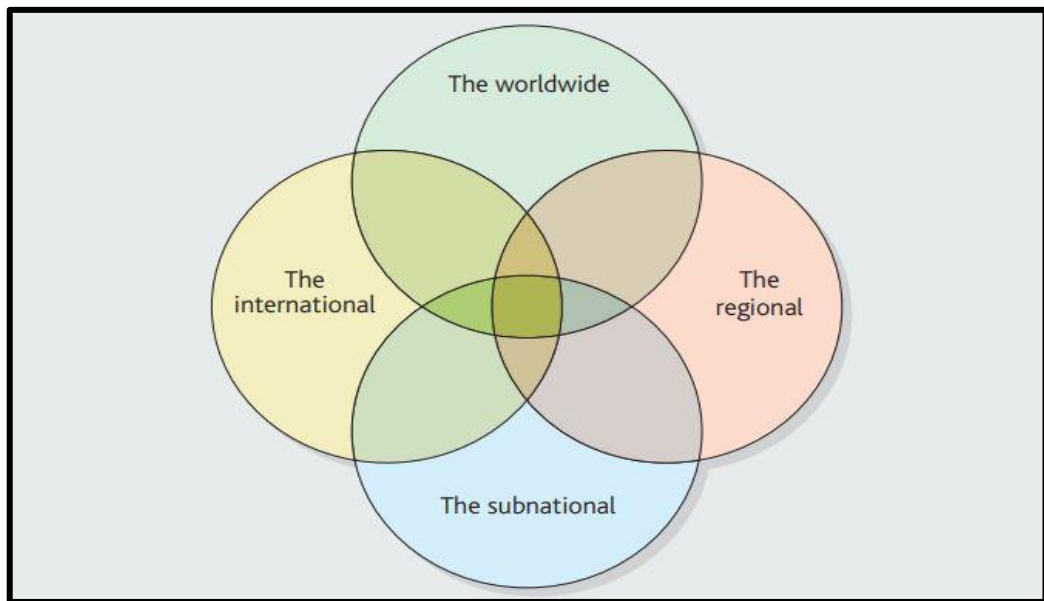 The worldwide
The
international
The
regional
The subnational